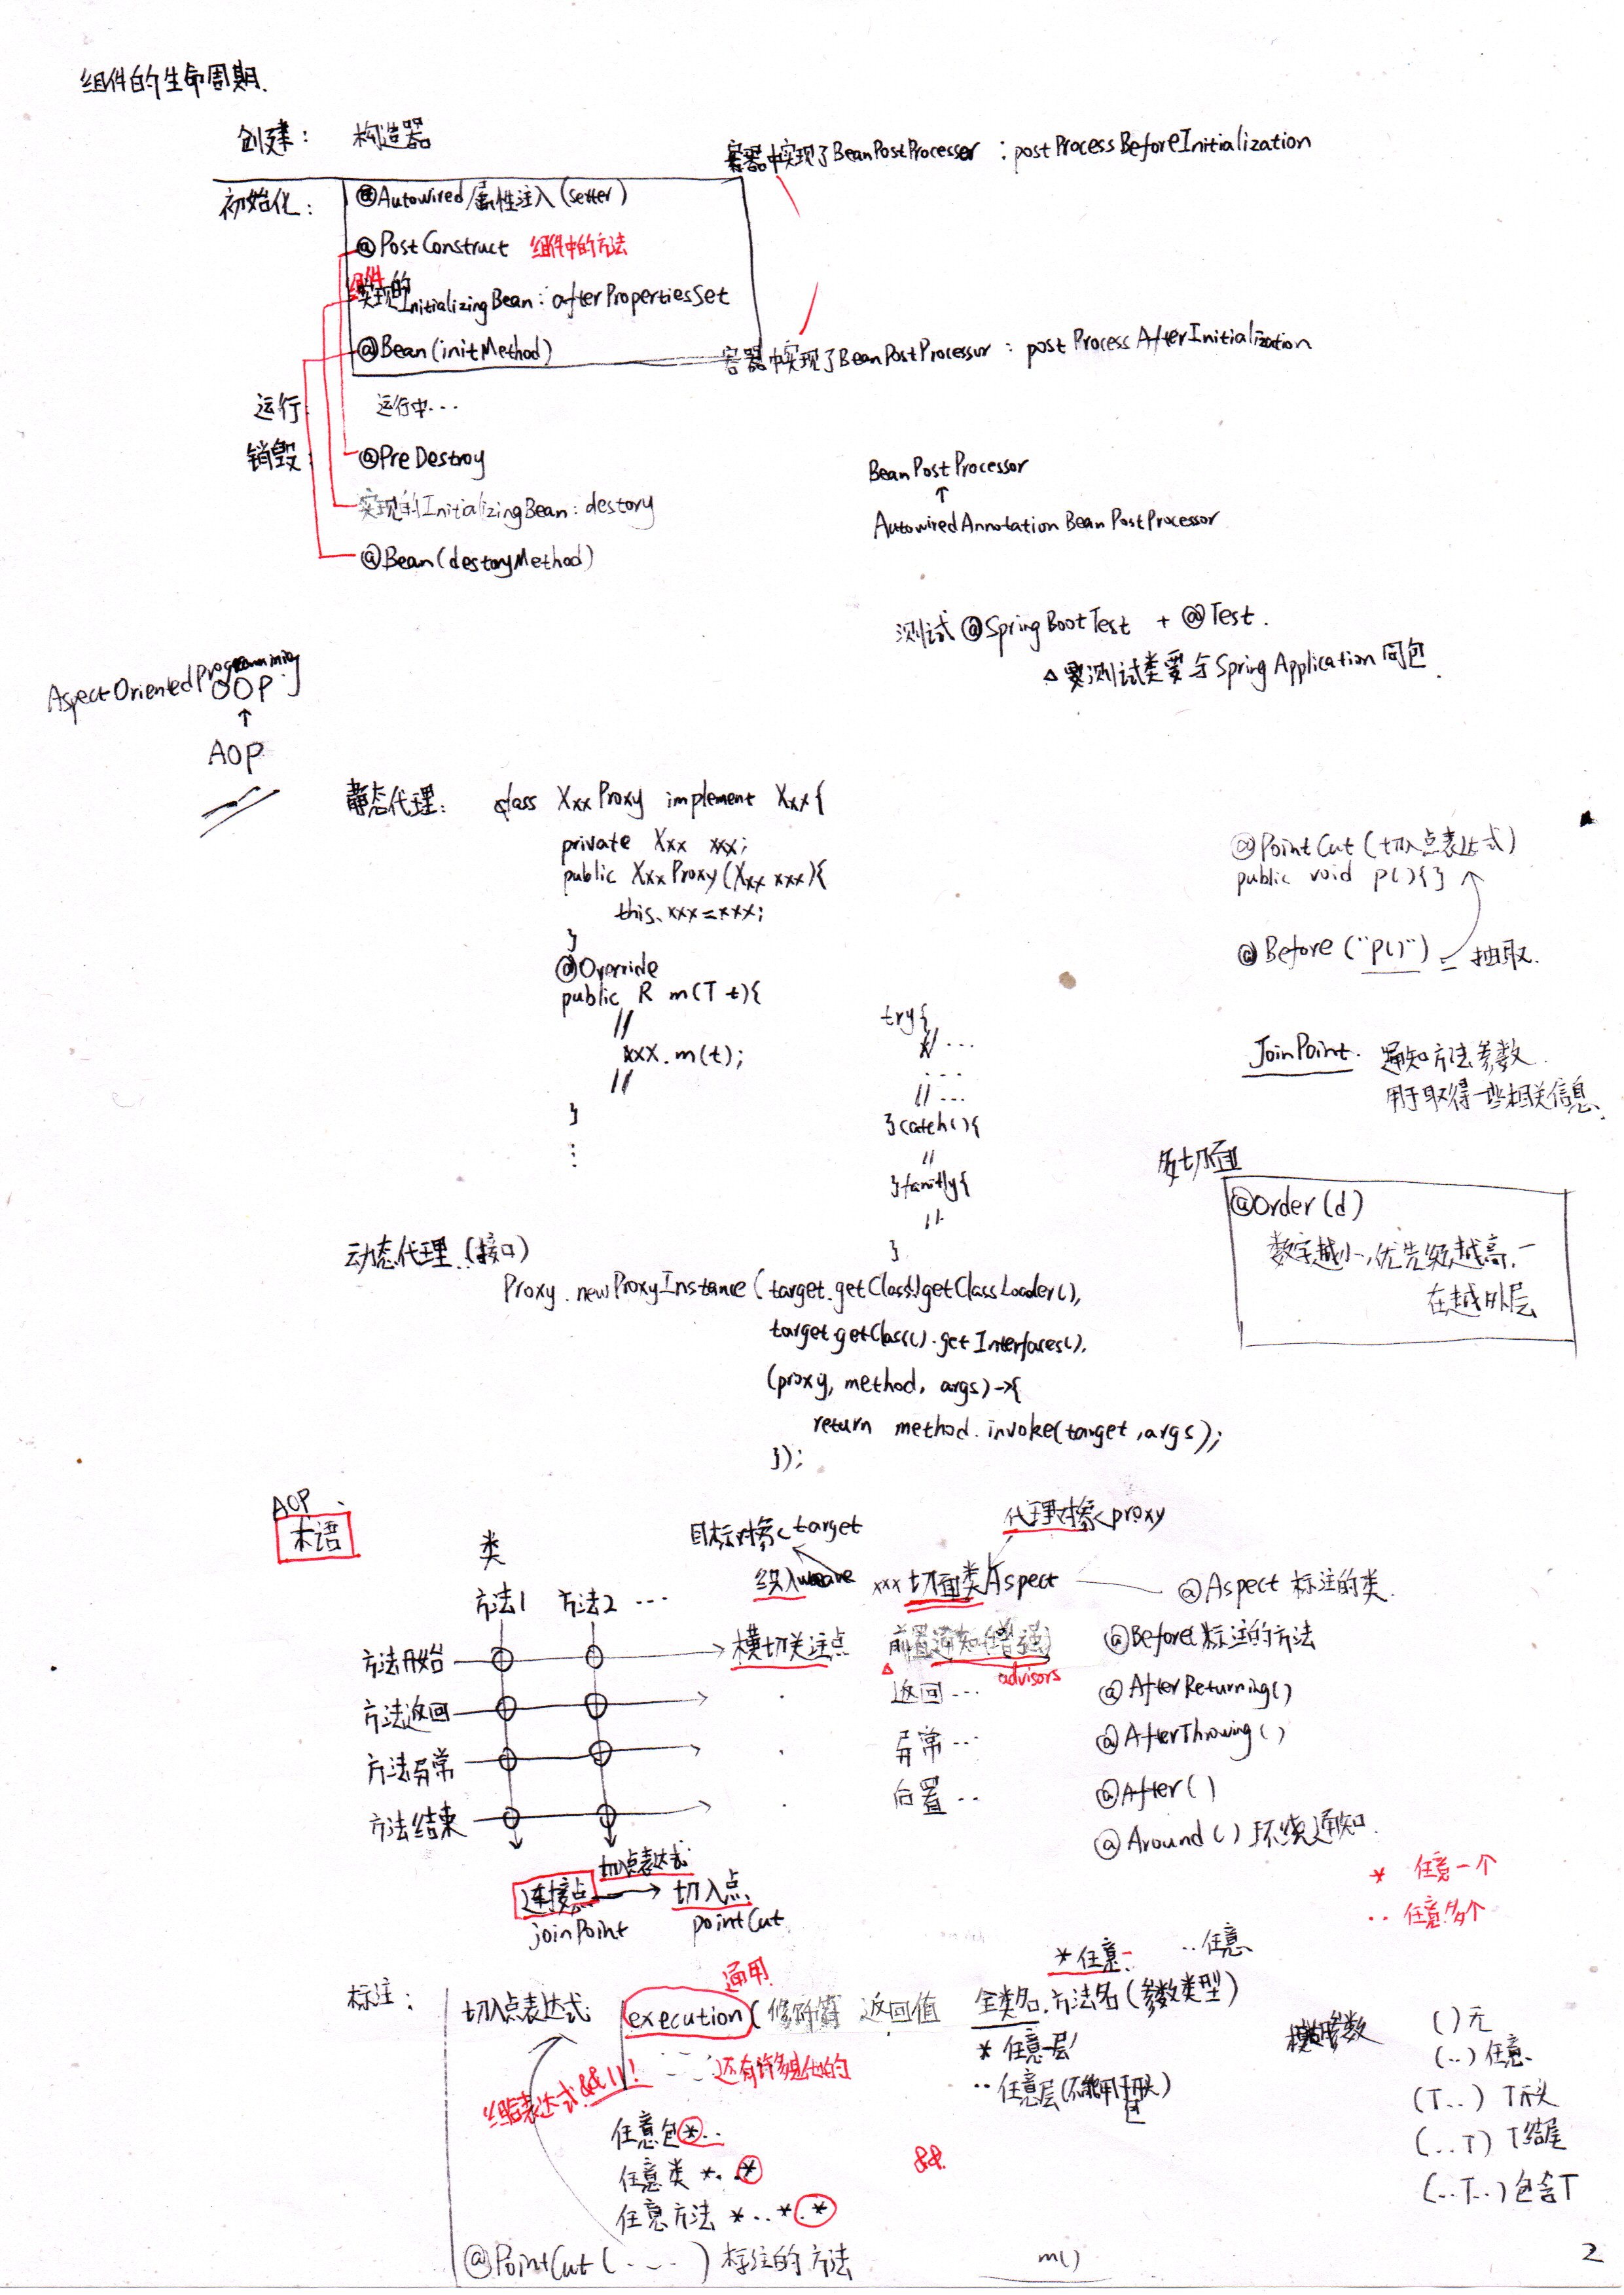 组件的生命周期.
创建： 构造器
容器中实现了BeanPostProcessor ：postProcessBeforeInitialization
初始化： @Autowired/属性注入(setter)
@PostConstruct 组件中的方法
组件
实现的InitializingBean：afterPropertiesSet
@Bean(initMethod)
容器中实现了BeanPostProcessor ：postProcessAfterInitialization
运行： 运行中...
销毁： @PreDestroy
实现的InitializingBean：destory
@Bean(destoryMethod)
BeanPostProcessor
↑
AutowiredAnnotationBeanPostProcessor
测试 @SpringBootTest + @Test.
△测试类要与SpringApplication同包.
AspectOrientedProgramming
OOP
↑
AOP
静态代理： class XxxProxy implement Xxx{
private Xxx xxx;
public XxxProxy(Xxx xxx){
this.xxx=xxx;
}
@Override
public R m(T t){
//
xxx.m(t);
//
}
⋮
try{
// ...
...
// ...
}catch(){
//
}fanitly{
//
}
@PointCut(切入点表达式)
public void p(){}
@Before("p()") 抽取.
JoinPoint. 通知方法参数.
用于取得一些相关信息.
多切面
@Order(d)
数字越小,优先级越高,
在越外层
动态代理.(接口)
Proxy.newProxyInstance(target.getClass().getClassLoader(),
target.getClass().getInterfaces(),
(proxy, method, args)->{
return method.invoke(target,args);
});
AOP.
术语
目标对象<target
代理对象<proxy
类
方法1 方法2 ...
织入weave xxx切面类Aspect @Aspect 标注的类.
方法开始 横切关注点 前置通知(增强) @Before 标注的方法
△ advisors
方法返回 . 返回... @AfterReturning()
方法异常 . 异常... @AfterThrowing()
方法结束 . 后置.. @After()
@Around() 环绕通知.
切入点表达式
连接点 → 切入点
joinPoint pointCut
* 任意一个
.. 任意多个
通用. *任意一 ..任意
标注： 切入点表达式： execution(修饰符 返回值 全类名.方法名(参数类型)
还有许多其他的
* 任意一层
.. 任意层(不能用于开头)
包
组合表达式&& || !
任意包*..
任意类 *..*
任意方法 *..*.*
&&.
模糊参数
()无
(..)任意.
(T..) T开头
(..T) T结尾
(..T..)包含T
@PointCut(...) 标注的方法
m()
2